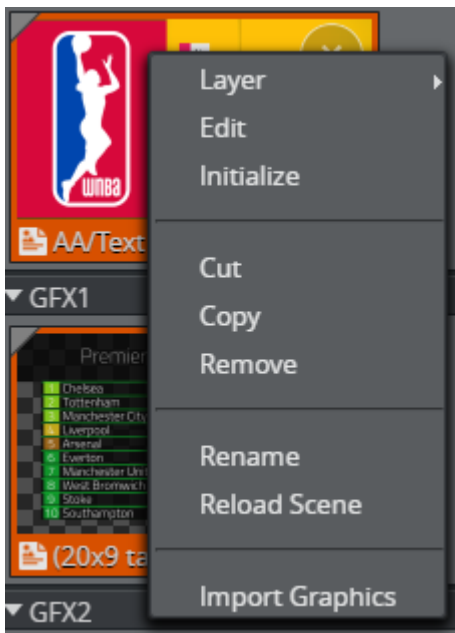 WNBA
Layer
Edit
Initialize
AA/Text
Cut
GFX1
Copy
Premier
Remove
1 Chelsea
2 Tottenham
3 Manchester City
4 Liverpool
5 Arsenal
6 Everton
7 Manchester Unit
8 West Bromwich
9 Stoke
10 Southampton
Rename
Reload Scene
(20x9 ta
Import Graphics
GFX2